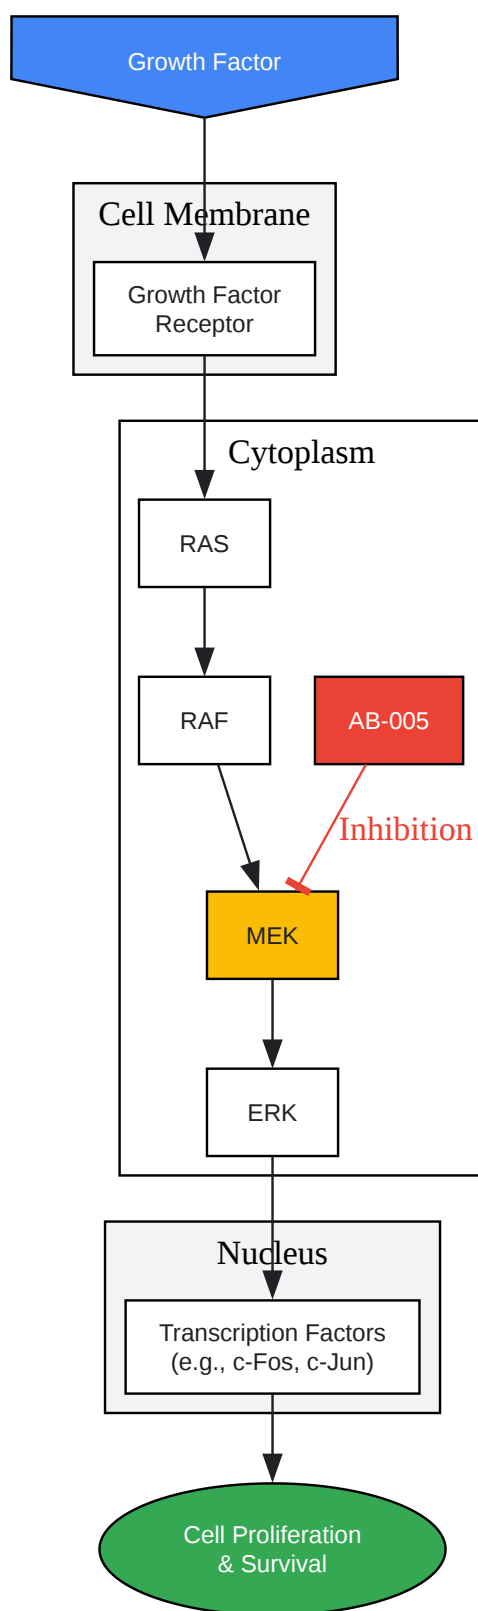 Growth Factor
Cell Membrane
Growth Factor
Receptor
Cytoplasm
RAS
RAF
AB-005
Inhibition
MEK
ERK
Nucleus
Transcription Factors
(e.g., c-Fos, c-Jun)
Cell Proliferation
& Survival